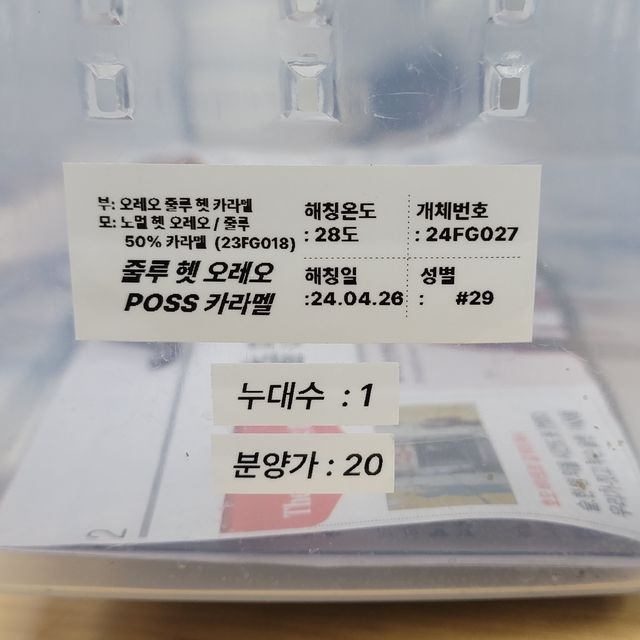 부: 오레오 줄루 헷 카라멜
모: 노멀 헷 오레오 / 줄루
50% 카라멜 (23FG018)
줄루 헷 오레오
POSS 카라멜
해칭온도
: 28도
개체번호
: 24FG027
해칭일
:24.04.26
성별
: #29
누대수 : 1
분양가 : 20
2